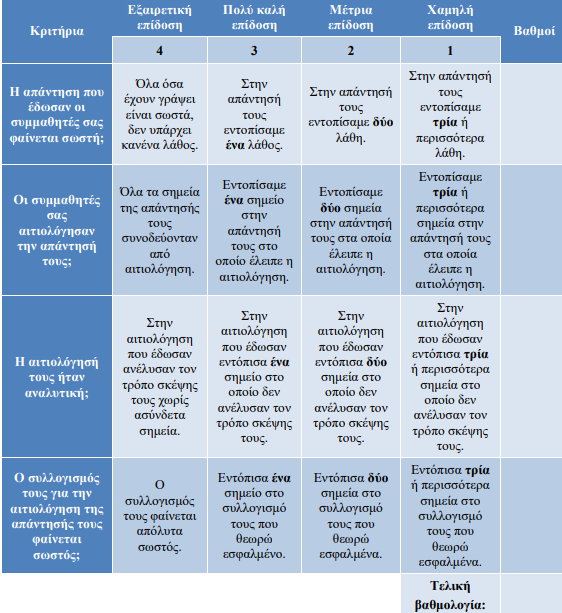 Κριτήρια
Εξαιρετική
επίδοση
Πολύ καλή
επίδοση
Μέτρια
επίδοση
Χαμηλή
επίδοση
Βαθμοί
4
3
2
1
Η απάντηση που
έδωσαν οι
συμμαθητές σας
φαίνεται σωστή;
Όλα όσα
έχουν γράψει
είναι σωστά,
δεν υπάρχει
κανένα λάθος.
Στην
απάντησή
τους
εντοπίσαμε
ένα λάθος.
Στην απάντησή
τους
εντοπίσαμε δύο
λάθη.
Στην απάντησή
τους
εντοπίσαμε
τρία ή
περισσότερα
λάθη.
Οι συμμαθητές
σας
αιτιολόγησαν
την απάντησή
τους;
Όλα τα σημεία
της απάντησής
τους
συνοδεύονταν
από
αιτιολόγηση.
Εντοπίσαμε
ένα σημείο
στην
απάντησή
τους στο
οποίο έλειπε η
αιτιολόγηση.
Εντοπίσαμε
δύο σημεία
στην απάντησή
τους στα οποία
έλειπε η
αιτιολόγηση.
Εντοπίσαμε
τρία ή
περισσότερα
σημεία στην
απάντησή τους
στα οποία
έλειπε η
αιτιολόγηση.
Η αιτιολόγησή
τους ήταν
αναλυτική;
Στην
αιτιολόγηση
που έδωσαν
ανέλυσαν τον
τρόπο σκέψης
τους χωρίς
ασύνδετα
σημεία.
Στην
αιτιολόγηση
που έδωσαν
εντόπισα ένα
σημείο στο
οποίο δεν
ανέλυσαν τον
τρόπο σκέψης
τους.
Στην
αιτιολόγηση
που έδωσαν
εντόπισα δύο
σημεία στο
οποίο δεν
ανέλυσαν τον
τρόπο σκέψης
τους.
Στην
αιτιολόγηση
που έδωσαν
εντόπισα τρία
ή περισσότερα
σημεία στο
οποίο δεν
ανέλυσαν τον
τρόπο σκέψης
τους.
Ο συλλογισμός
τους για την
αιτιολόγηση της
απάντησής τους
φαίνεται
σωστός;
Ο
συλλογισμός
τους φαίνεται
απόλυτα
σωστός.
Εντόπισα ένα
σημείο στο
συλλογισμό
τους που
θεωρώ
εσφαλμένο.
Εντόπισα δύο
σημεία στο
συλλογισμό
τους που
θεωρώ
εσφαλμένα.
Εντόπισα τρία
ή περισσότερα
σημεία στο
συλλογισμό
τους που
θεωρώ
εσφαλμένα.
Τελική
βαθμολογία: